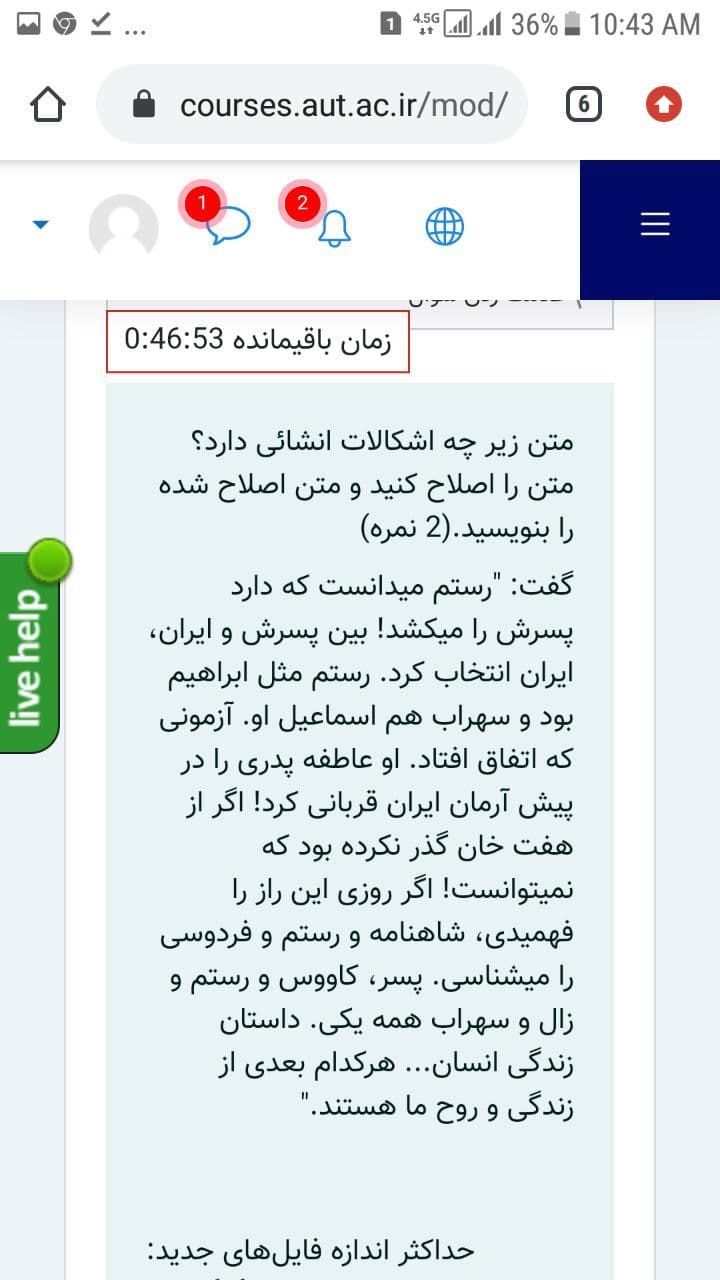 ... 1 4.5G 36% 10:43 AM
courses.aut.ac.ir/mod/ 6
1 2
زمان باقیمانده 0:46:53
متن زیر چه اشکالات انشائی دارد؟
متن را اصلاح کنید و متن اصلاح شده
را بنویسید.(2 نمره)
گفت: "رستم میدانست که دارد
پسرش را میکشد! بین پسرش و ایران،
ایران انتخاب کرد. رستم مثل ابراهیم
بود و سهراب هم اسماعیل او. آزمونی
که اتفاق افتاد. او عاطفه پدری را در
پیش آرمان ایران قربانی کرد! اگر از
هفت خان گذر نکرده بود که
نمیتوانست! اگر روزی این راز را
فهمیدی، شاهنامه و رستم و فردوسی
را میشناسی. پسر، کاووس و رستم و
زال و سهراب همه یکی. داستان
زندگی انسان... هرکدام بعدی از
زندگی و روح ما هستند."
live help
حداکثر اندازه فایل‌های جدید: